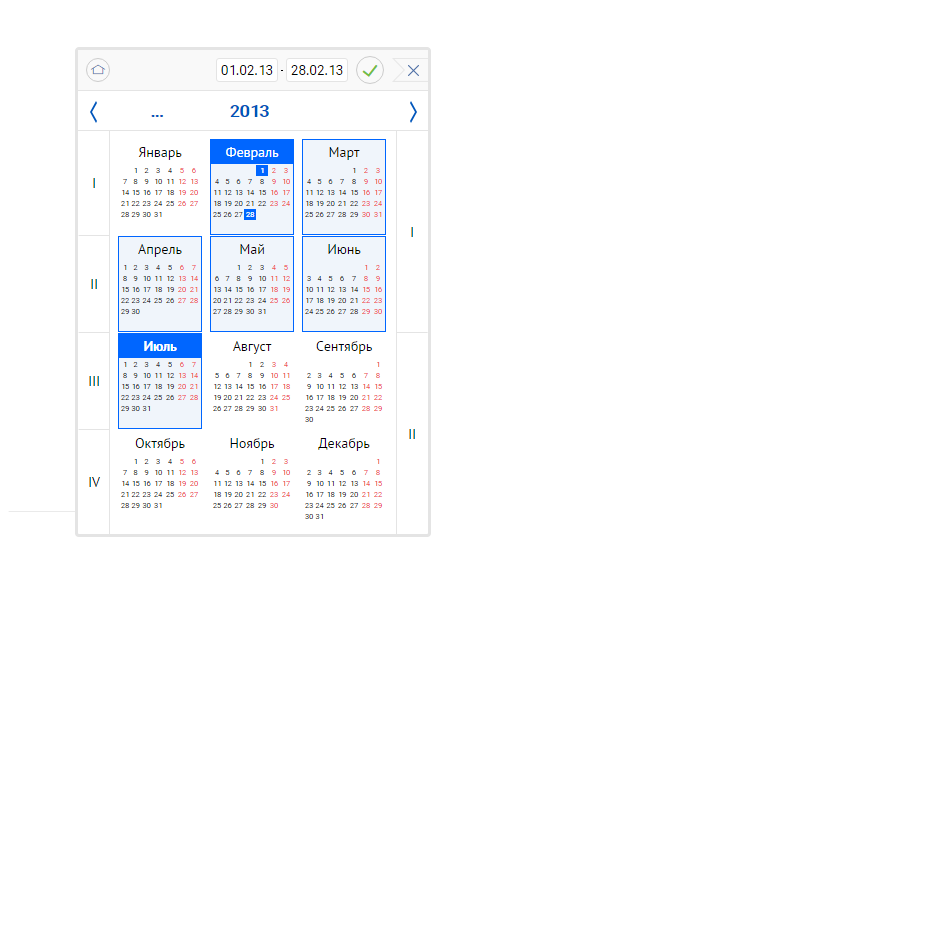 01.02.13 - 28.02.13
... 2013
Январь Февраль Март
1 2 3 4 5 6 1 2 3 1 2 3
7 8 9 10 11 12 13 4 5 6 7 8 9 10 4 5 6 7 8 9 10
I
14 15 16 17 18 19 20 11 12 13 14 15 16 17 11 12 13 14 15 16 17
21 22 23 24 25 26 27 18 19 20 21 22 23 24 18 19 20 21 22 23 24
28 29 30 31 25 26 27 28 25 26 27 28 29 30 31
I
Апрель Май Июнь
1 2 3 4 5 6 7 1 2 3 4 5 1 2
8 9 10 11 12 13 14 6 7 8 9 10 11 12 3 4 5 6 7 8 9
II
15 16 17 18 19 20 21 13 14 15 16 17 18 19 10 11 12 13 14 15 16
22 23 24 25 26 27 28 20 21 22 23 24 25 26 17 18 19 20 21 22 23
29 30 27 28 29 30 31 24 25 26 27 28 29 30
Июль Август Сентябрь
1 2 3 4 5 6 7 1 2 3 4 1
8 9 10 11 12 13 14 5 6 7 8 9 10 11 2 3 4 5 6 7 8
III
15 16 17 18 19 20 21 12 13 14 15 16 17 18 9 10 11 12 13 14 15
22 23 24 25 26 27 28 19 20 21 22 23 24 25 16 17 18 19 20 21 22
29 30 31 26 27 28 29 30 31 23 24 25 26 27 28 29
30
II
Октябрь Ноябрь Декабрь
1 2 3 4 5 6 1 2 3 1
7 8 9 10 11 12 13 4 5 6 7 8 9 10 2 3 4 5 6 7 8
IV
14 15 16 17 18 19 20 11 12 13 14 15 16 17 9 10 11 12 13 14 15
21 22 23 24 25 26 27 18 19 20 21 22 23 24 16 17 18 19 20 21 22
28 29 30 31 25 26 27 28 29 30 23 24 25 26 27 28 29
30 31